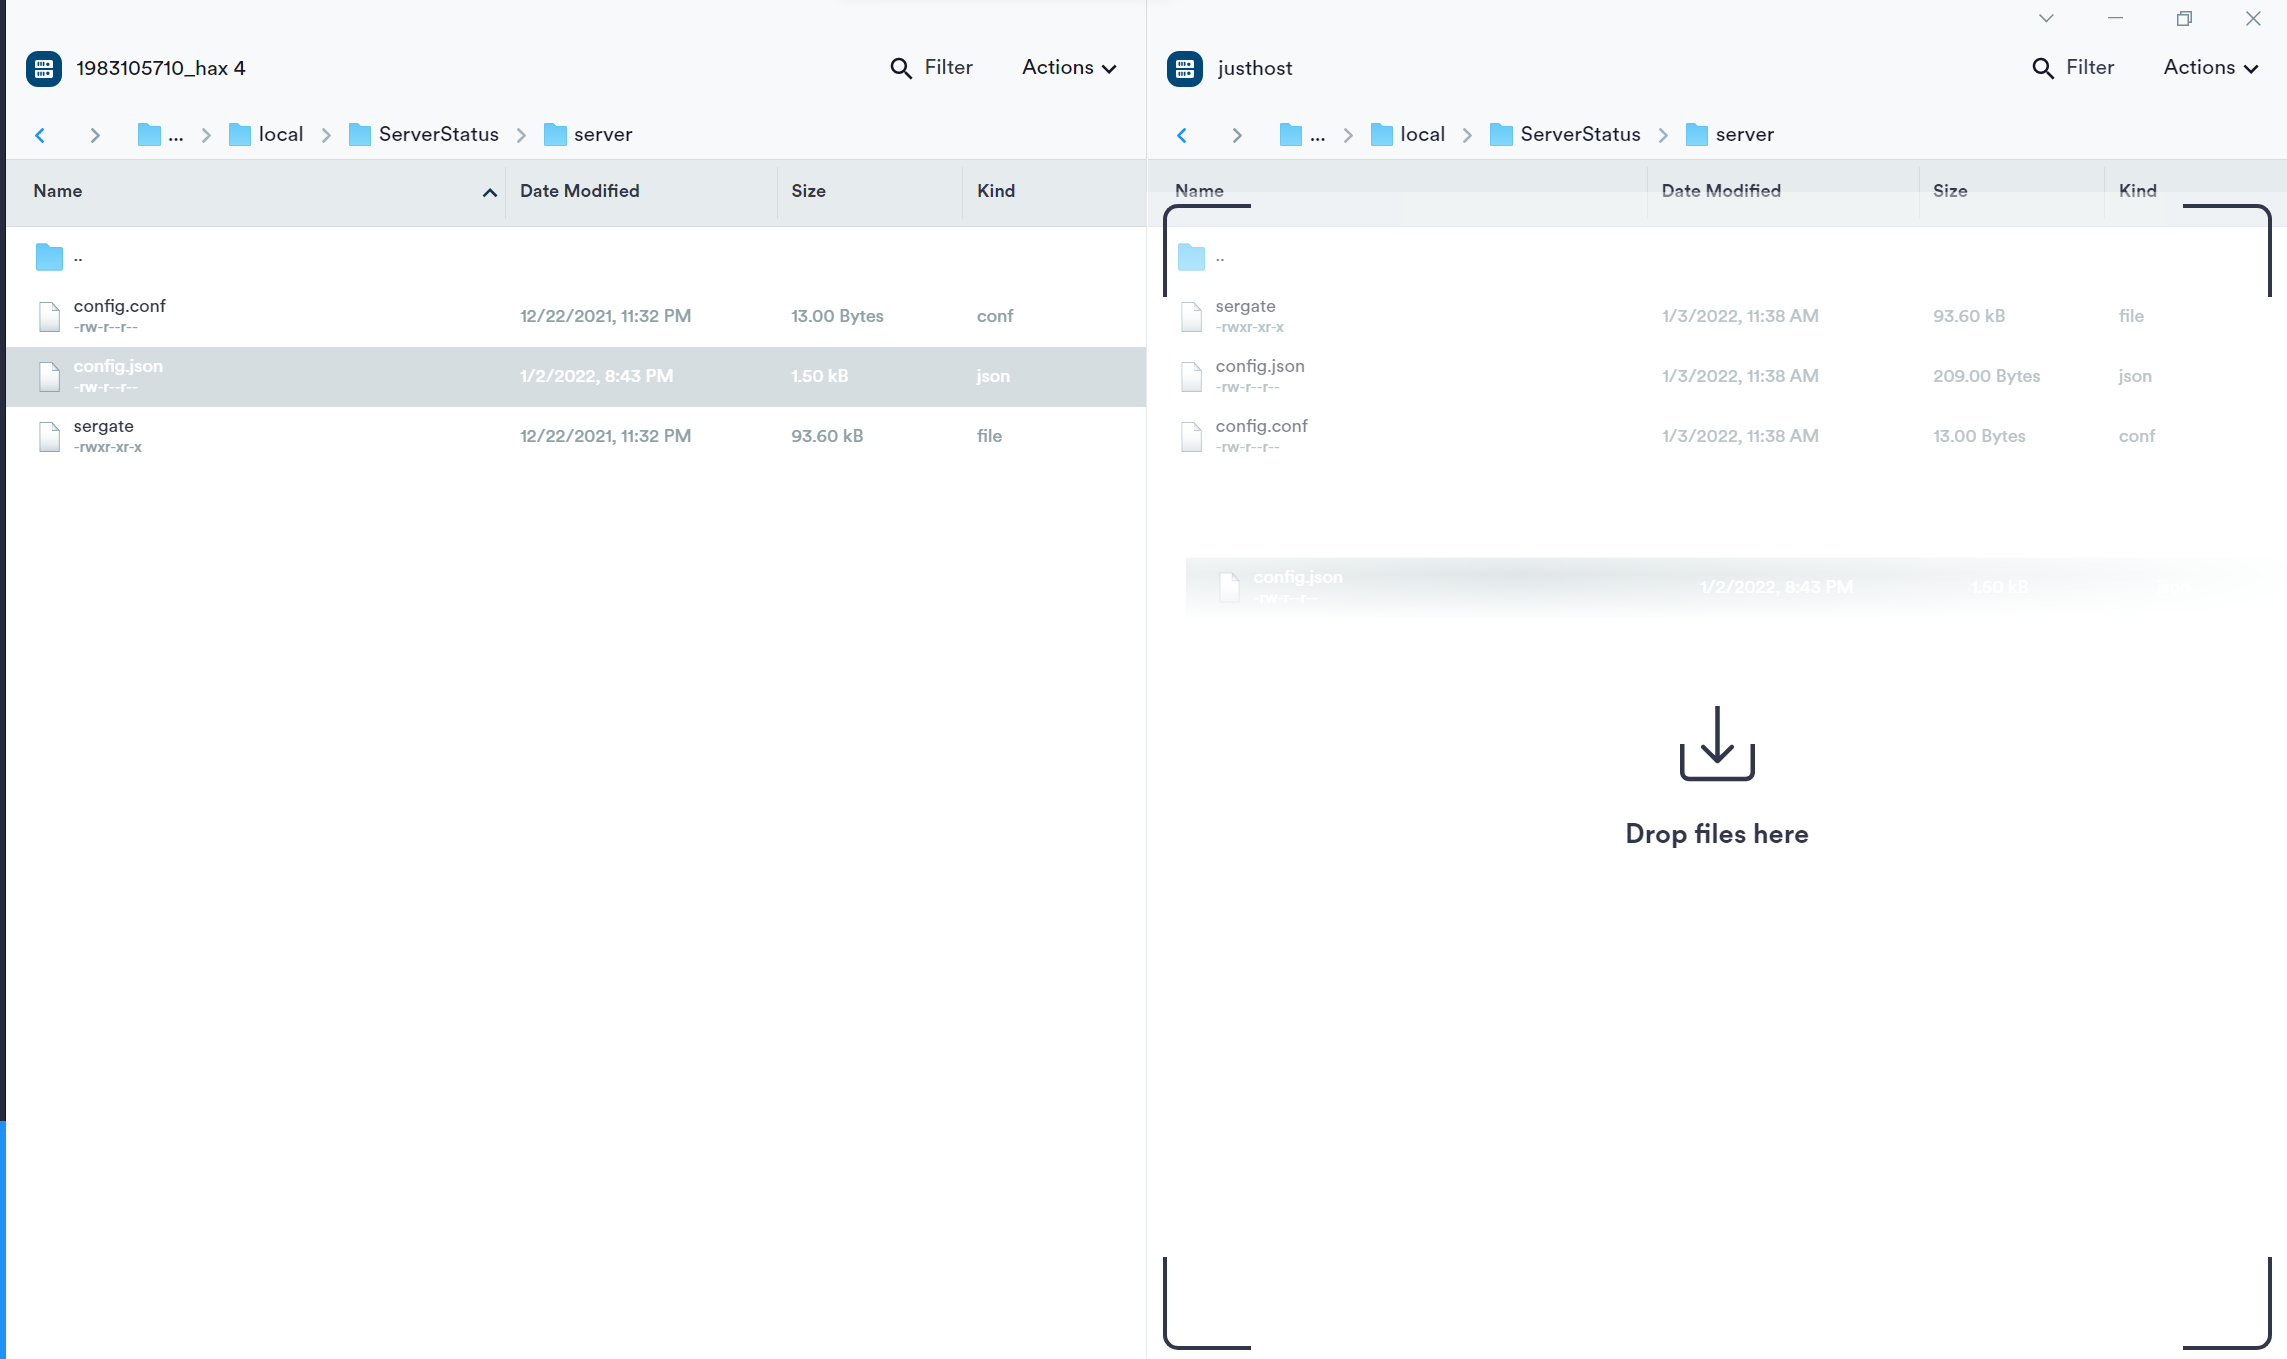 1983105710_hax 4
Filter
Actions
... local ServerStatus server
Name Date Modified Size Kind
..
config.conf 12/22/2021, 11:32 PM 13.00 Bytes conf
-rw-r--r--
config.json 1/2/2022, 8:43 PM 1.50 kB json
-rw-r--r--
sergate 12/22/2021, 11:32 PM 93.60 kB file
-rwxr-xr-x
justhost
Filter
Actions
... local ServerStatus server
Name Date Modified Size Kind
..
sergate 1/3/2022, 11:38 AM 93.60 kB file
-rwxr-xr-x
config.json 1/3/2022, 11:38 AM 209.00 Bytes json
-rw-r--r--
config.conf 1/3/2022, 11:38 AM 13.00 Bytes conf
-rw-r--r--
config.json 1/2/2022, 8:43 PM 1.50 kB json
-rw-r--r--
Drop files here